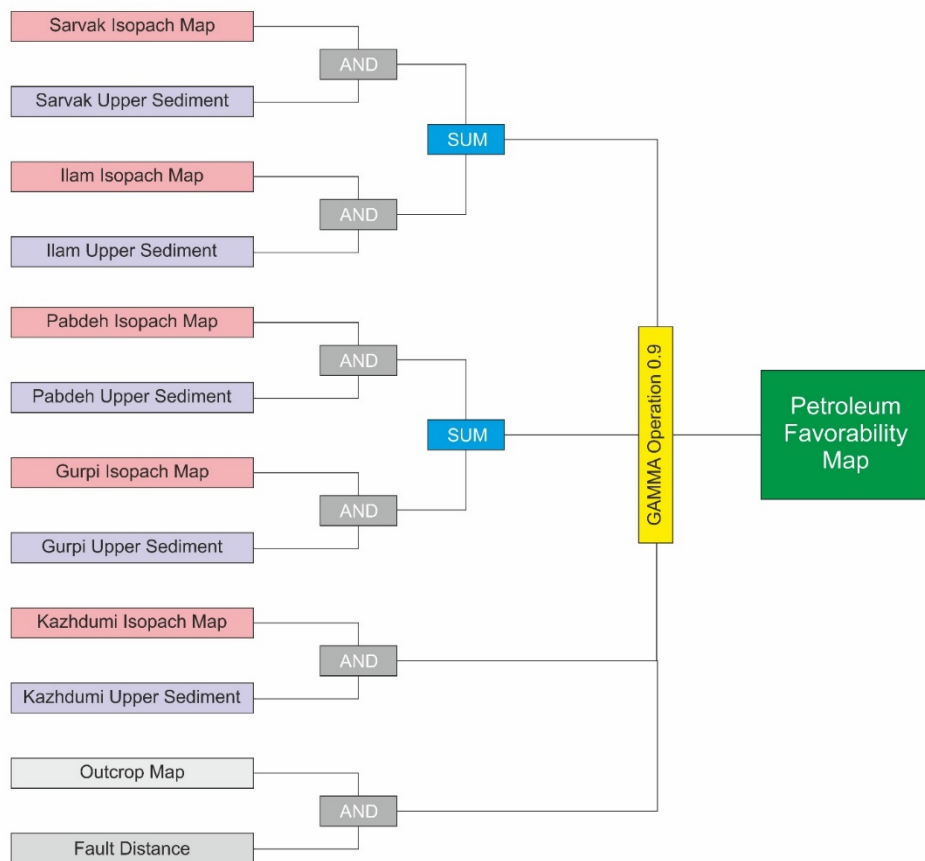 Sarvak Isopach Map
AND
Sarvak Upper Sediment
SUM
Ilam Isopach Map
AND
Ilam Upper Sediment
Pabdeh Isopach Map
AND
Pabdeh Upper Sediment
SUM
Gurpi Isopach Map
AND
Gurpi Upper Sediment
Kazhdumi Isopach Map
AND
Kazhdumi Upper Sediment
Outcrop Map
AND
Fault Distance
GAMMA Operation 0.9
Petroleum
Favorability
Map